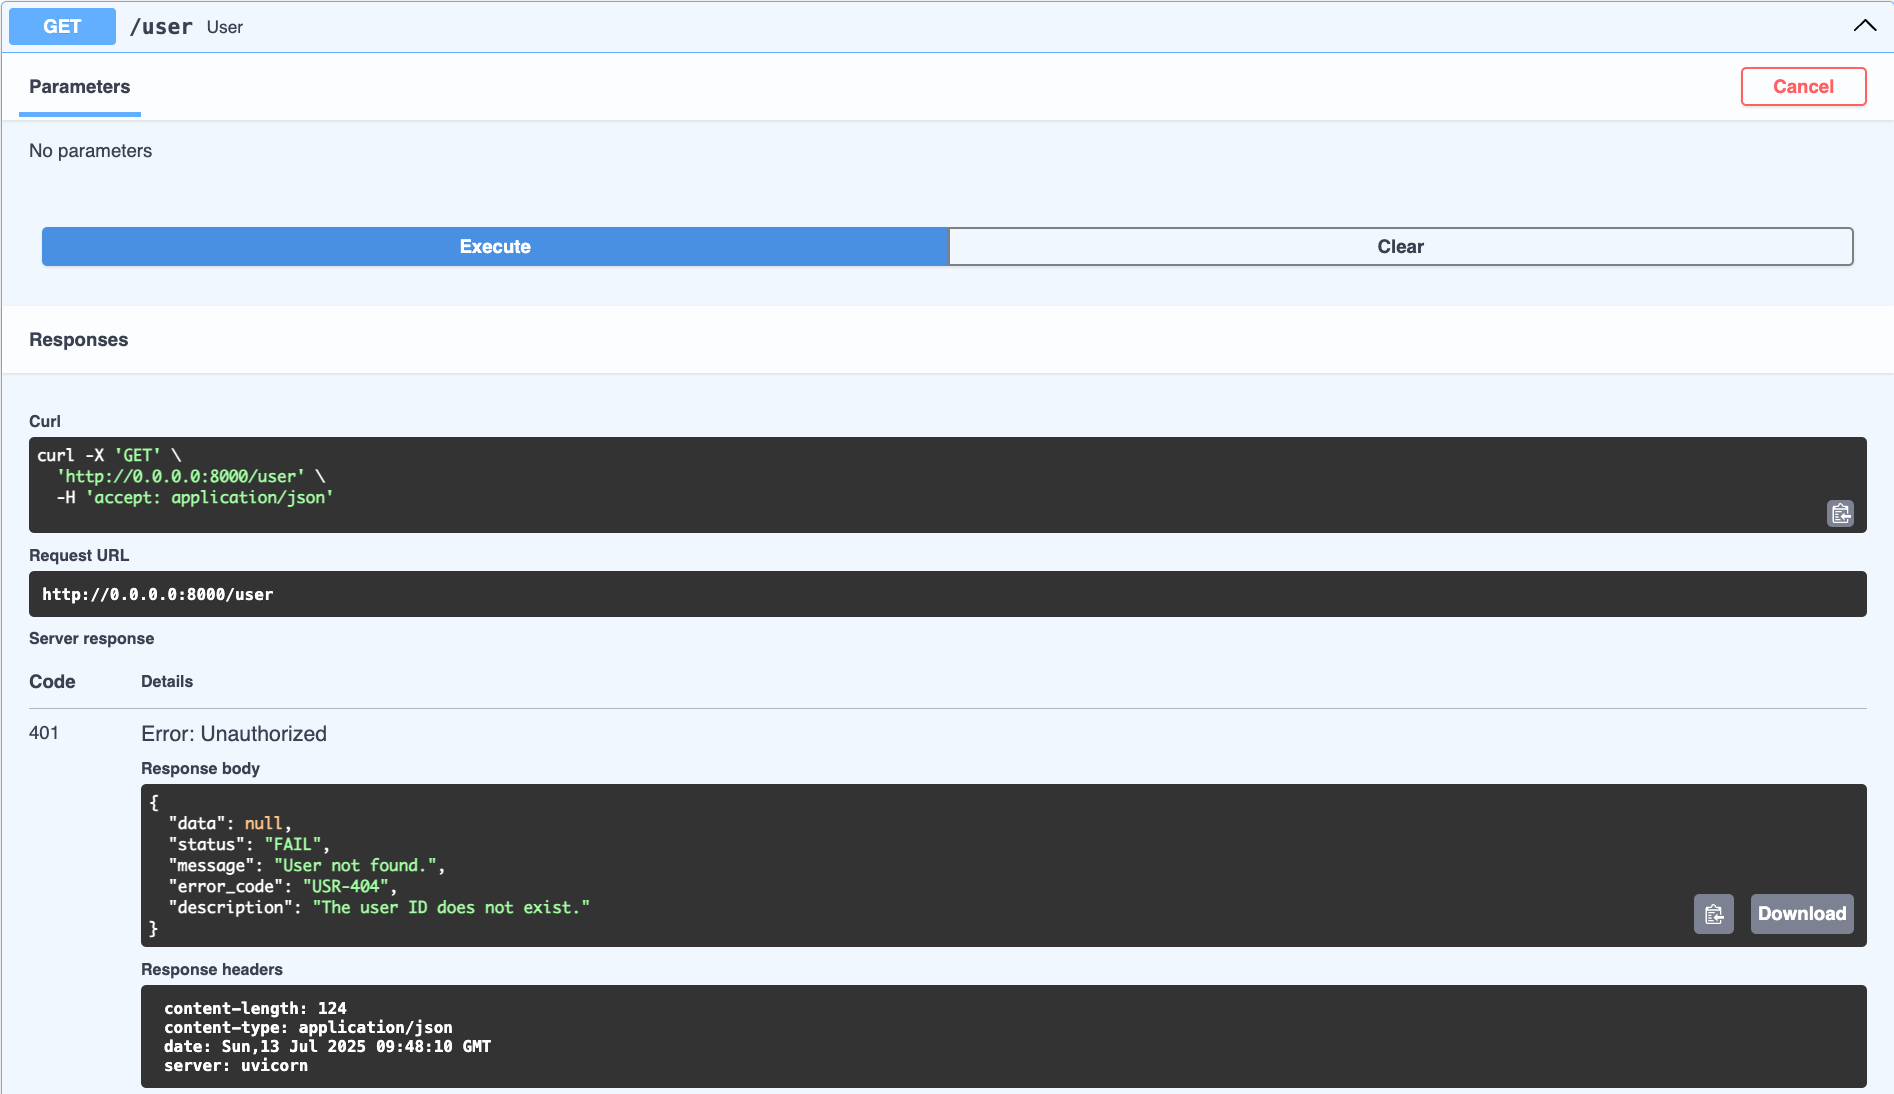 GET /user User
Parameters
Cancel
No parameters
Execute
Clear
Responses
Curl
curl -X 'GET' \
  'http://0.0.0.0:8000/user' \
  -H 'accept: application/json'
Request URL
http://0.0.0.0:8000/user
Server response
Code Details
401 Error: Unauthorized
Response body
{
  "data": null,
  "status": "FAIL",
  "message": "User not found.",
  "error_code": "USR-404",
  "description": "The user ID does not exist."
}
Download
Response headers
content-length: 124
content-type: application/json
date: Sun,13 Jul 2025 09:48:10 GMT
server: uvicorn